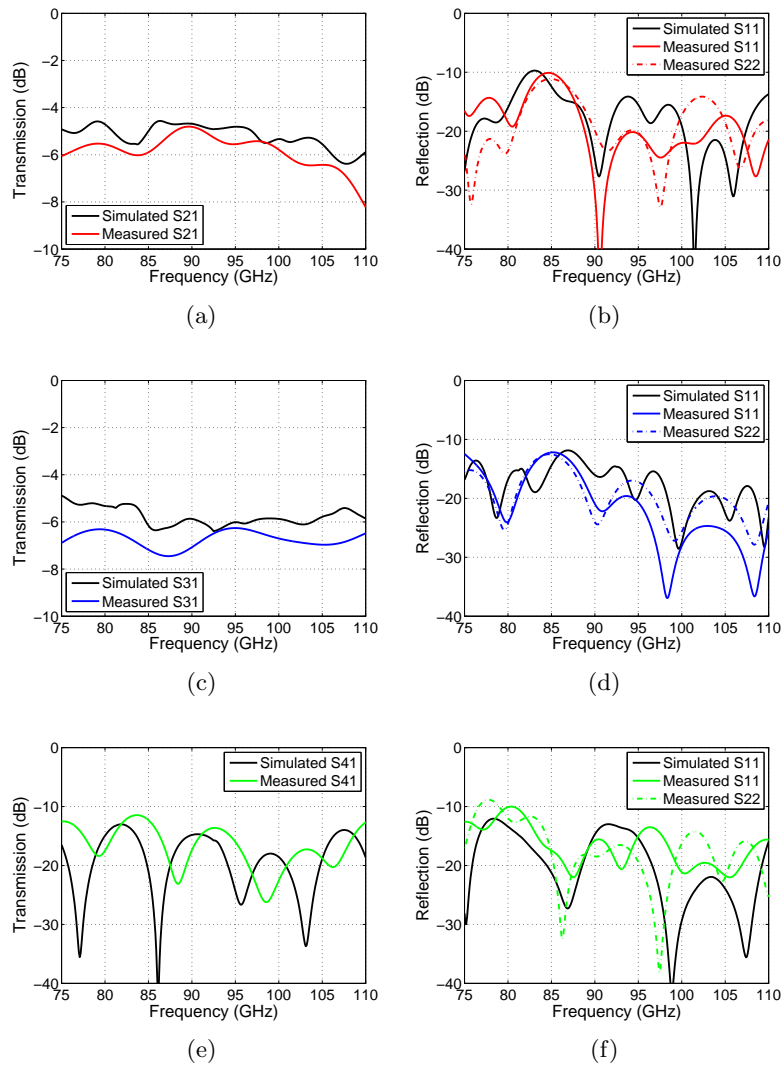 0
−2
−4
−6
−8
−10
Transmission (dB)
Simulated S21
Measured S21
75 80 85 90 95 100 105 110
Frequency (GHz)
(a)
0
−10
−20
−30
−40
Reflection (dB)
Simulated S11
Measured S11
Measured S22
75 80 85 90 95 100 105 110
Frequency (GHz)
(b)
0
−2
−4
−6
−8
−10
Transmission (dB)
Simulated S31
Measured S31
75 80 85 90 95 100 105 110
Frequency (GHz)
(c)
0
−10
−20
−30
−40
Reflection (dB)
Simulated S11
Measured S11
Measured S22
75 80 85 90 95 100 105 110
Frequency (GHz)
(d)
0
−10
−20
−30
−40
Transmission (dB)
Simulated S41
Measured S41
75 80 85 90 95 100 105 110
Frequency (GHz)
(e)
0
−10
−20
−30
−40
Reflection (dB)
Simulated S11
Measured S11
Measured S22
75 80 85 90 95 100 105 110
Frequency (GHz)
(f)